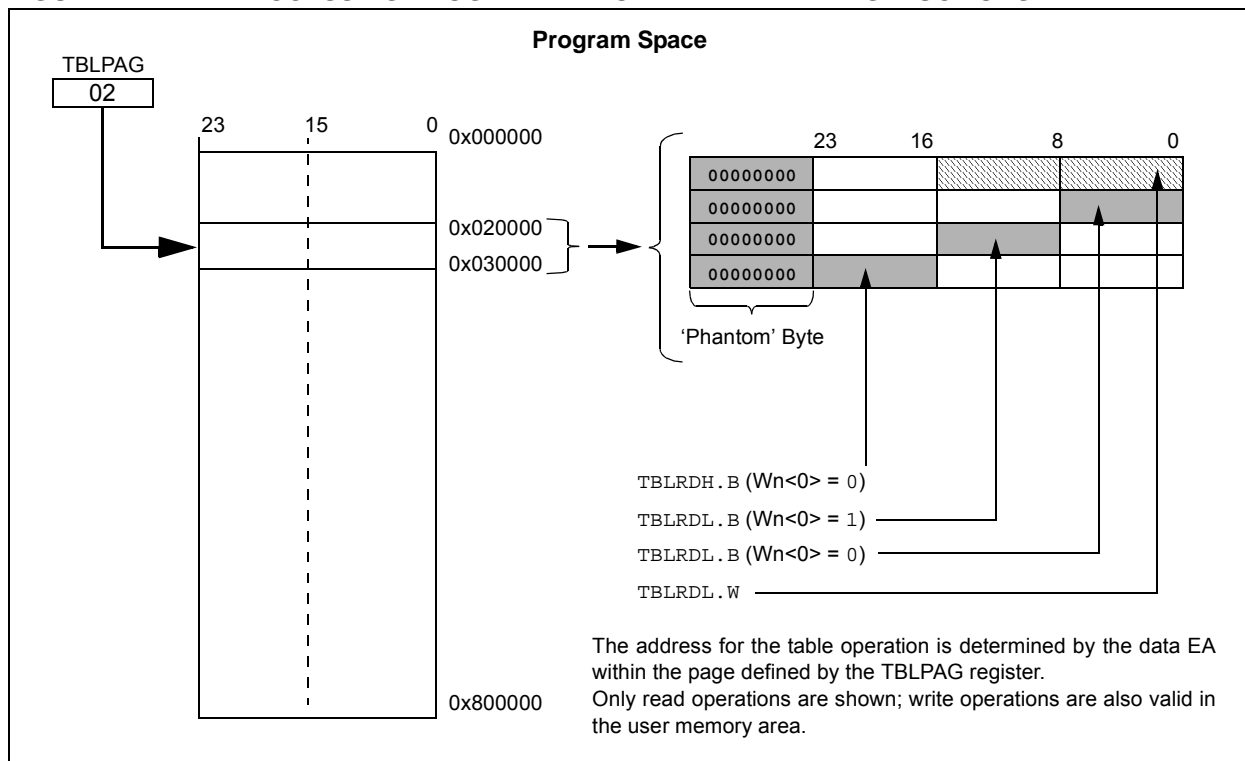 Program Space
TBLPAG
02
23 15 0
0x000000
0x020000
0x030000
0x800000
23 16 8 0
00000000
00000000
00000000
00000000
‘Phantom’ Byte
TBLRDH.B (Wn<0> = 0)
TBLRDL.B (Wn<0> = 1)
TBLRDL.B (Wn<0> = 0)
TBLRDL.W
The address for the table operation is determined by the data EA
within the page defined by the TBLPAG register.
Only read operations are shown; write operations are also valid in
the user memory area.